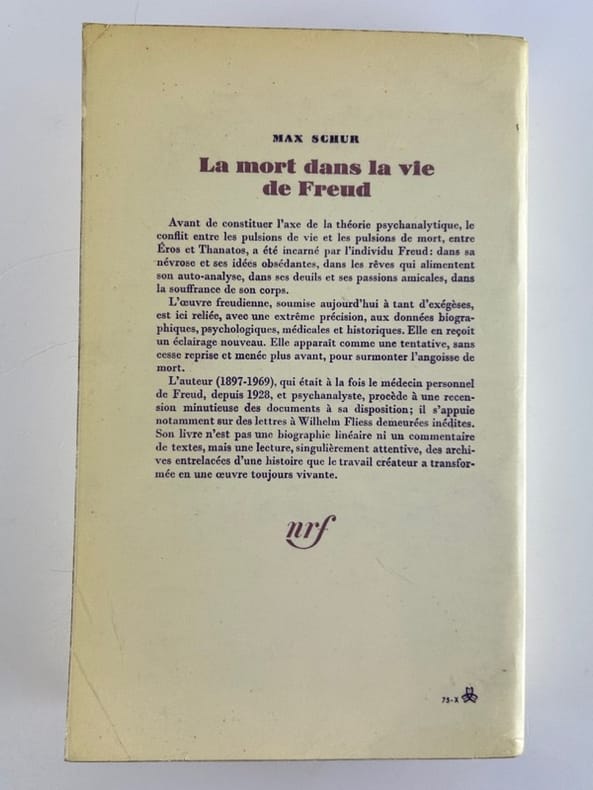 MAX SCHUR
La mort dans la vie
de Freud
Avant de constituer l'axe de la théorie psychanalytique, le
conflit entre les pulsions de vie et les pulsions de mort, entre
Éros et Thanatos, a été incarné par l'individu Freud : dans sa
névrose et ses idées obsédantes, dans les rêves qui alimentent
son auto-analyse, dans ses deuils et ses passions amicales, dans
la souffrance de son corps.
L'œuvre freudienne, soumise aujourd'hui à tant d'exégèses,
est ici reliée, avec une extrême précision, aux données biogra-
phiques, psychologiques, médicales et historiques. Elle en reçoit
un éclairage nouveau. Elle apparaît comme une tentative, sans
cesse reprise et menée plus avant, pour surmonter l'angoisse de
mort.
L'auteur (1897-1969), qui était à la fois le médecin personnel
de Freud, depuis 1928, et psychanalyste, procède à une recen-
sion minutieuse des documents à sa disposition; il s'appuie
notamment sur des lettres à Wilhelm Fliess demeurées inédites.
Son livre n'est pas une biographie linéaire ni un commentaire
de textes, mais une lecture, singulièrement attentive, des archi-
ves entrelacées d'une histoire que le travail créateur a transfor-
mée en une œuvre toujours vivante.
nrf
75-X